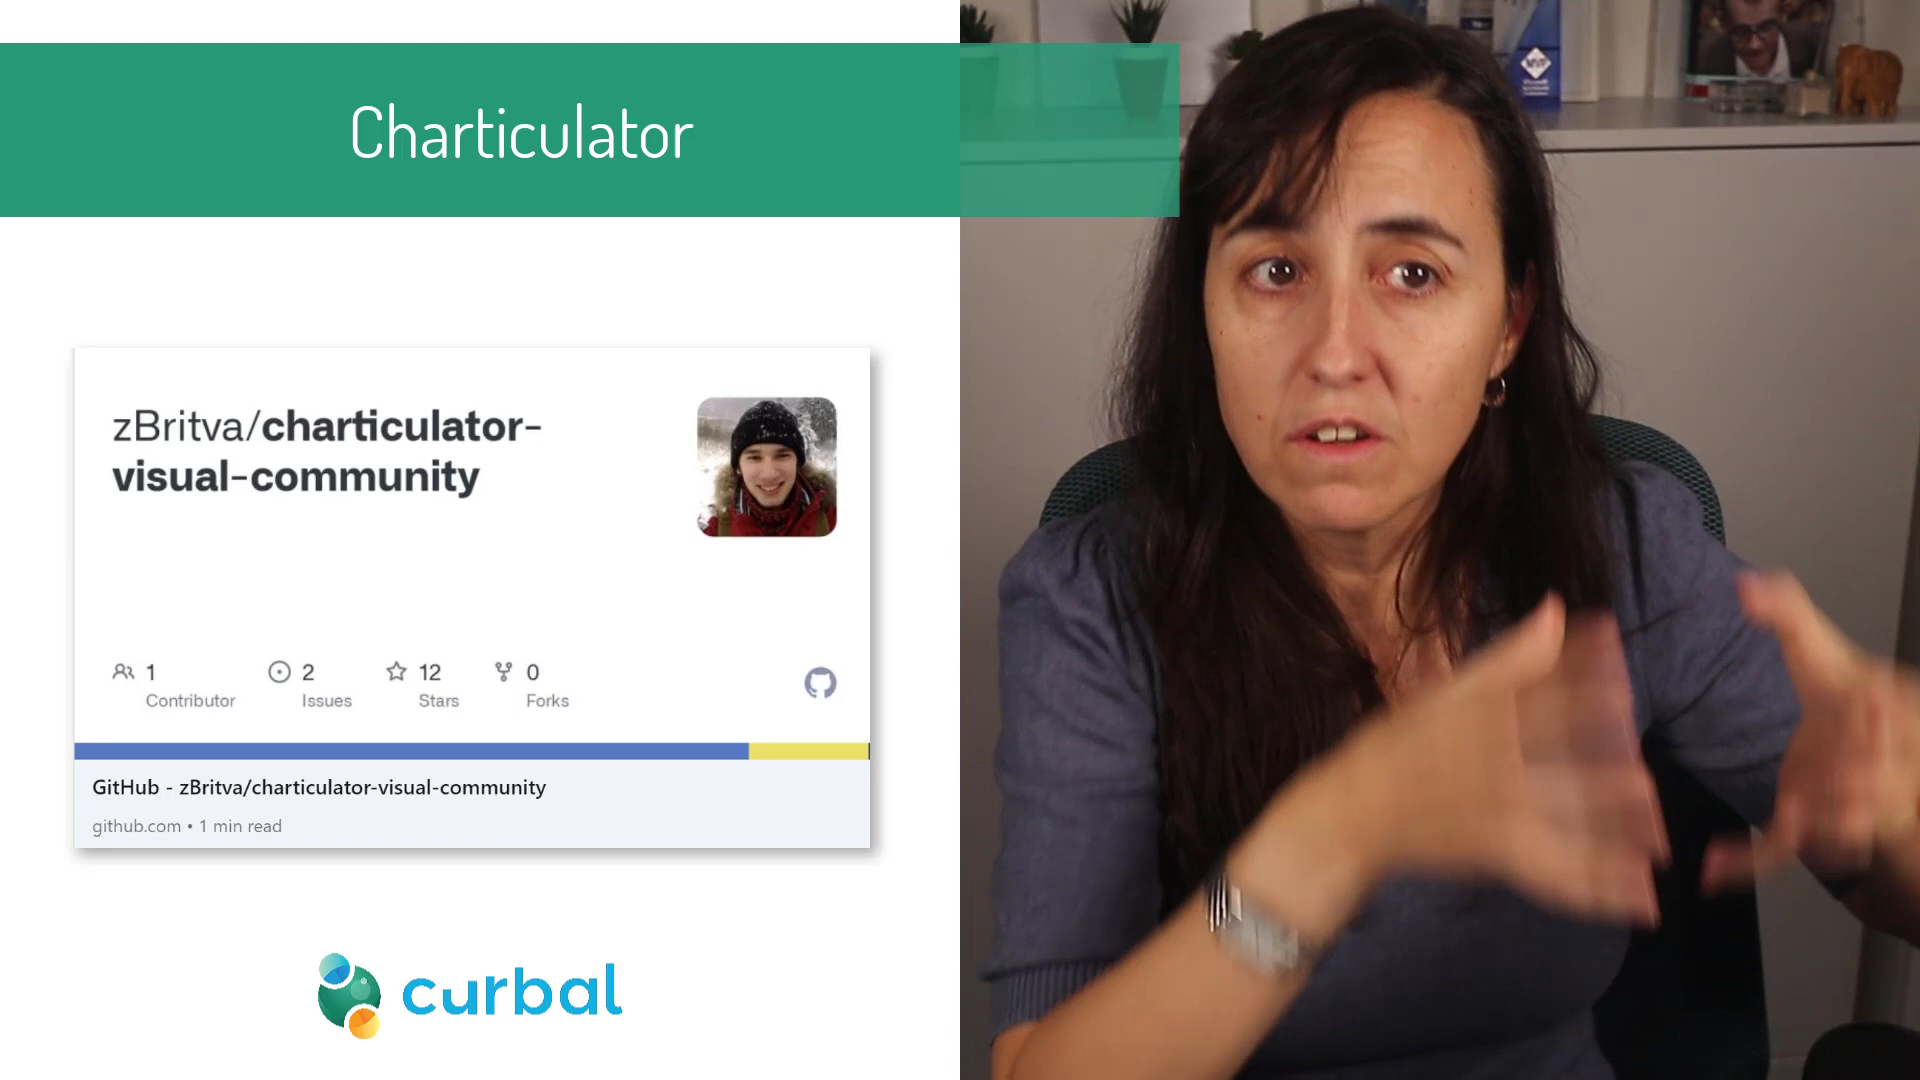 Charticulator
zBritva/charticulator-
visual-community
1
Contributor
2
Issues
12
Stars
0
Forks
GitHub - zBritva/charticulator-visual-community
github.com • 1 min read
curbal
MVP